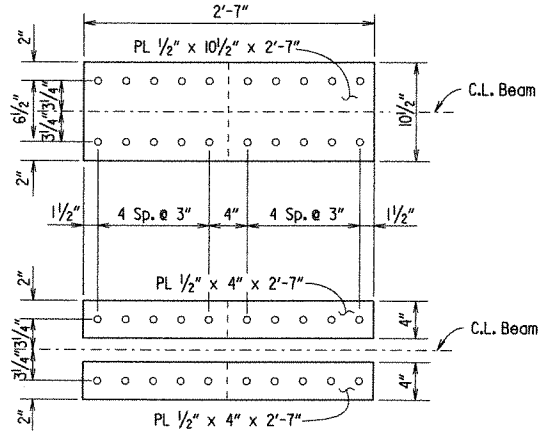 2'-7"
PL 1/2" x 10 1/2" x 2'-7"
2"
6 1/2"
3 1/4"
3 1/4"
2"
10 1/2"
C.L. Beam
1 1/2"
4 Sp. @ 3"
4"
4 Sp. @ 3"
1 1/2"
PL 1/2" x 4" x 2'-7"
2"
3 1/4"
3 1/4"
2"
4"
C.L. Beam
4"
PL 1/2" x 4" x 2'-7"